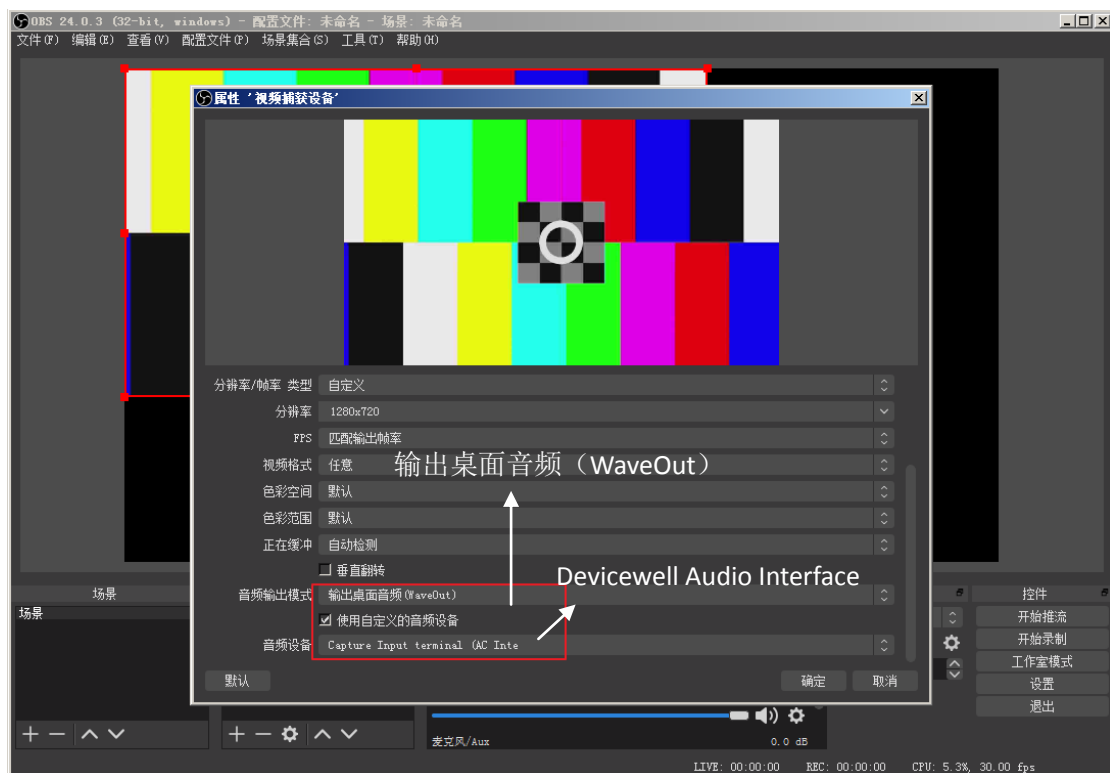 OBS 24.0.3 (32-bit, windows) - 配置文件: 未命名 - 场景: 未命名
文件(F) 编辑(E) 查看(V) 配置文件(P) 场景集合(S) 工具(T) 帮助(H)
属性 '视频捕获设备'
分辨率/帧率 类型 自定义
分辨率 1280x720
FPS 匹配输出帧率
视频格式 任意
输出桌面音频（WaveOut）
色彩空间 默认
色彩范围 默认
正在缓冲 自动检测
垂直翻转
Devicewell Audio Interface
音频输出模式 输出桌面音频(WaveOut)
使用自定义的音频设备
音频设备 Capture Input terminal (AC Inte
默认 确定 取消
场景
场景
控件
开始推流
开始录制
工作室模式
设置
退出
麦克风/Aux 0.0 dB
LIVE: 00:00:00 REC: 00:00:00 CPU: 5.3%, 30.00 fps